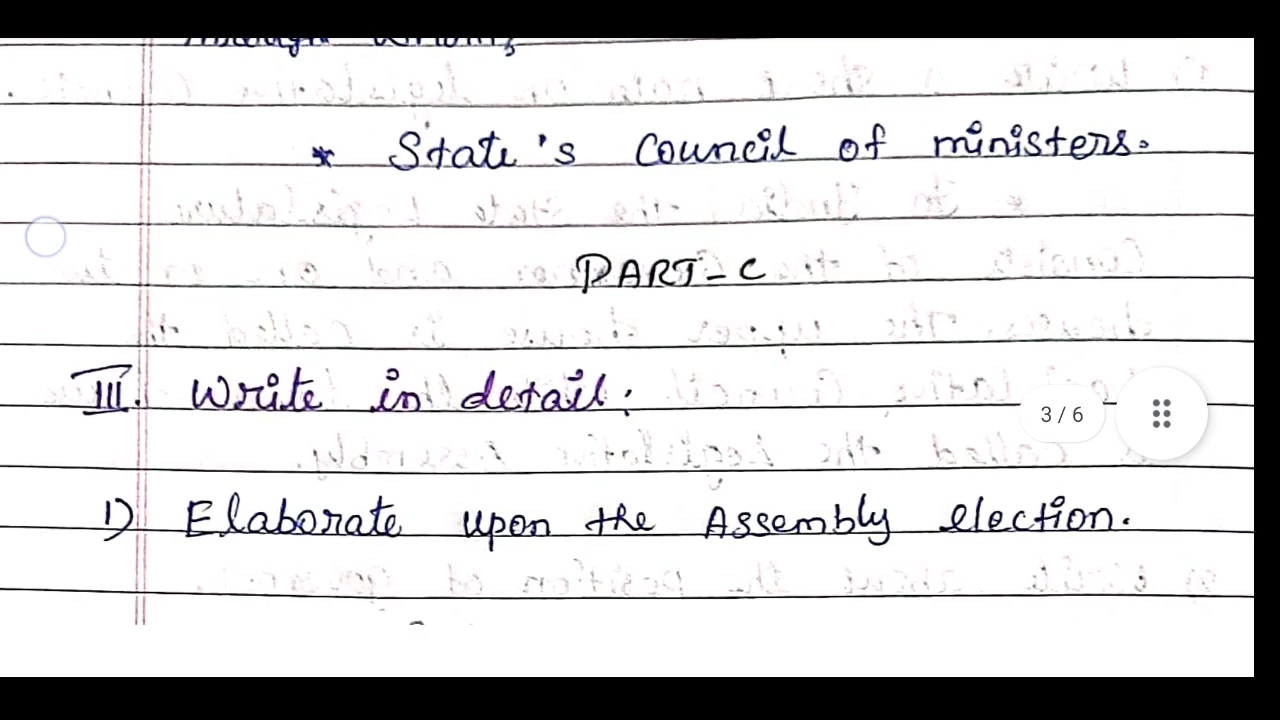 * State's Council of ministers.
PART-C
III. Write in detail:
3 / 6
1) Elaborate upon the Assembly election.